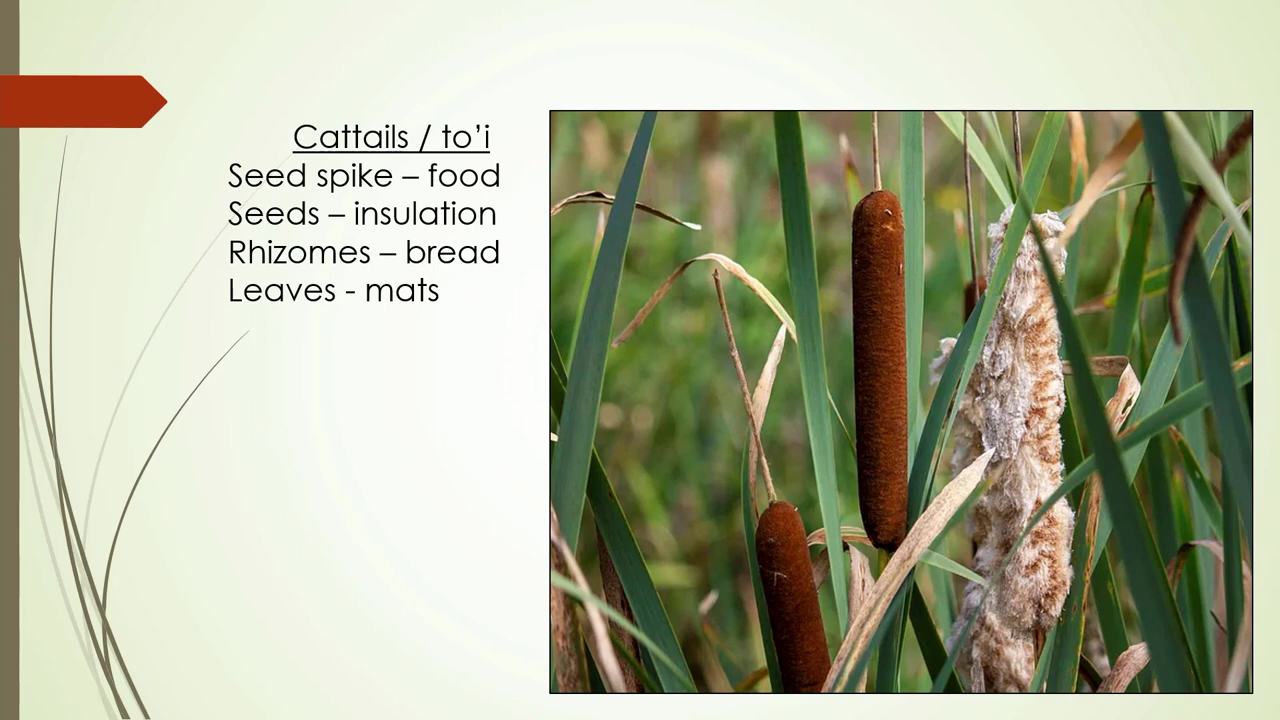 Cattails / to’i
Seed spike – food
Seeds – insulation
Rhizomes – bread
Leaves - mats